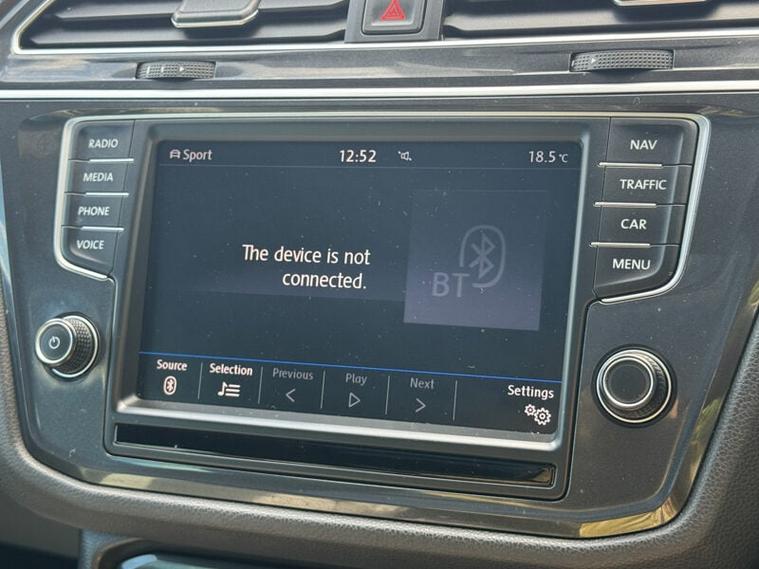 Sport 12:52 18.5 °C
RADIO
MEDIA
PHONE
VOICE
NAV
TRAFFIC
CAR
MENU
The device is not
connected.
BT
Source Selection Previous Play Next Settings